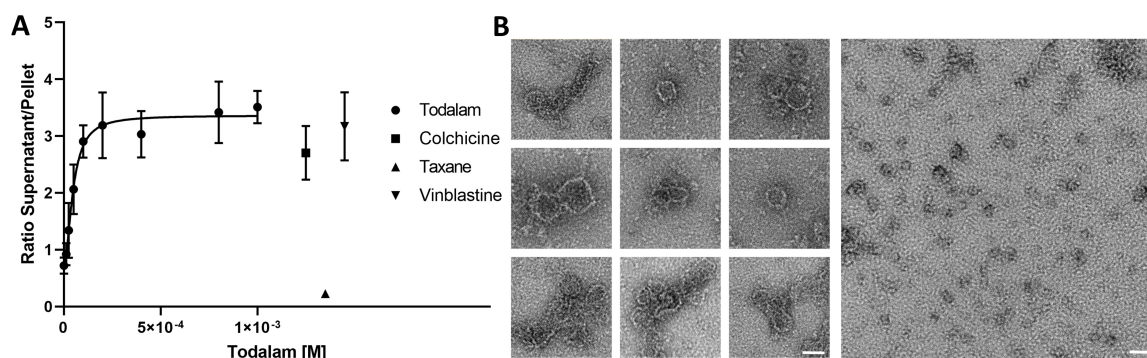 A
B
5
4
3
2
1
0
Ratio Supernatant/Pellet
0
5×10⁻⁴
1×10⁻³
Todalam [M]
Todalam
Colchicine
Taxane
Vinblastine